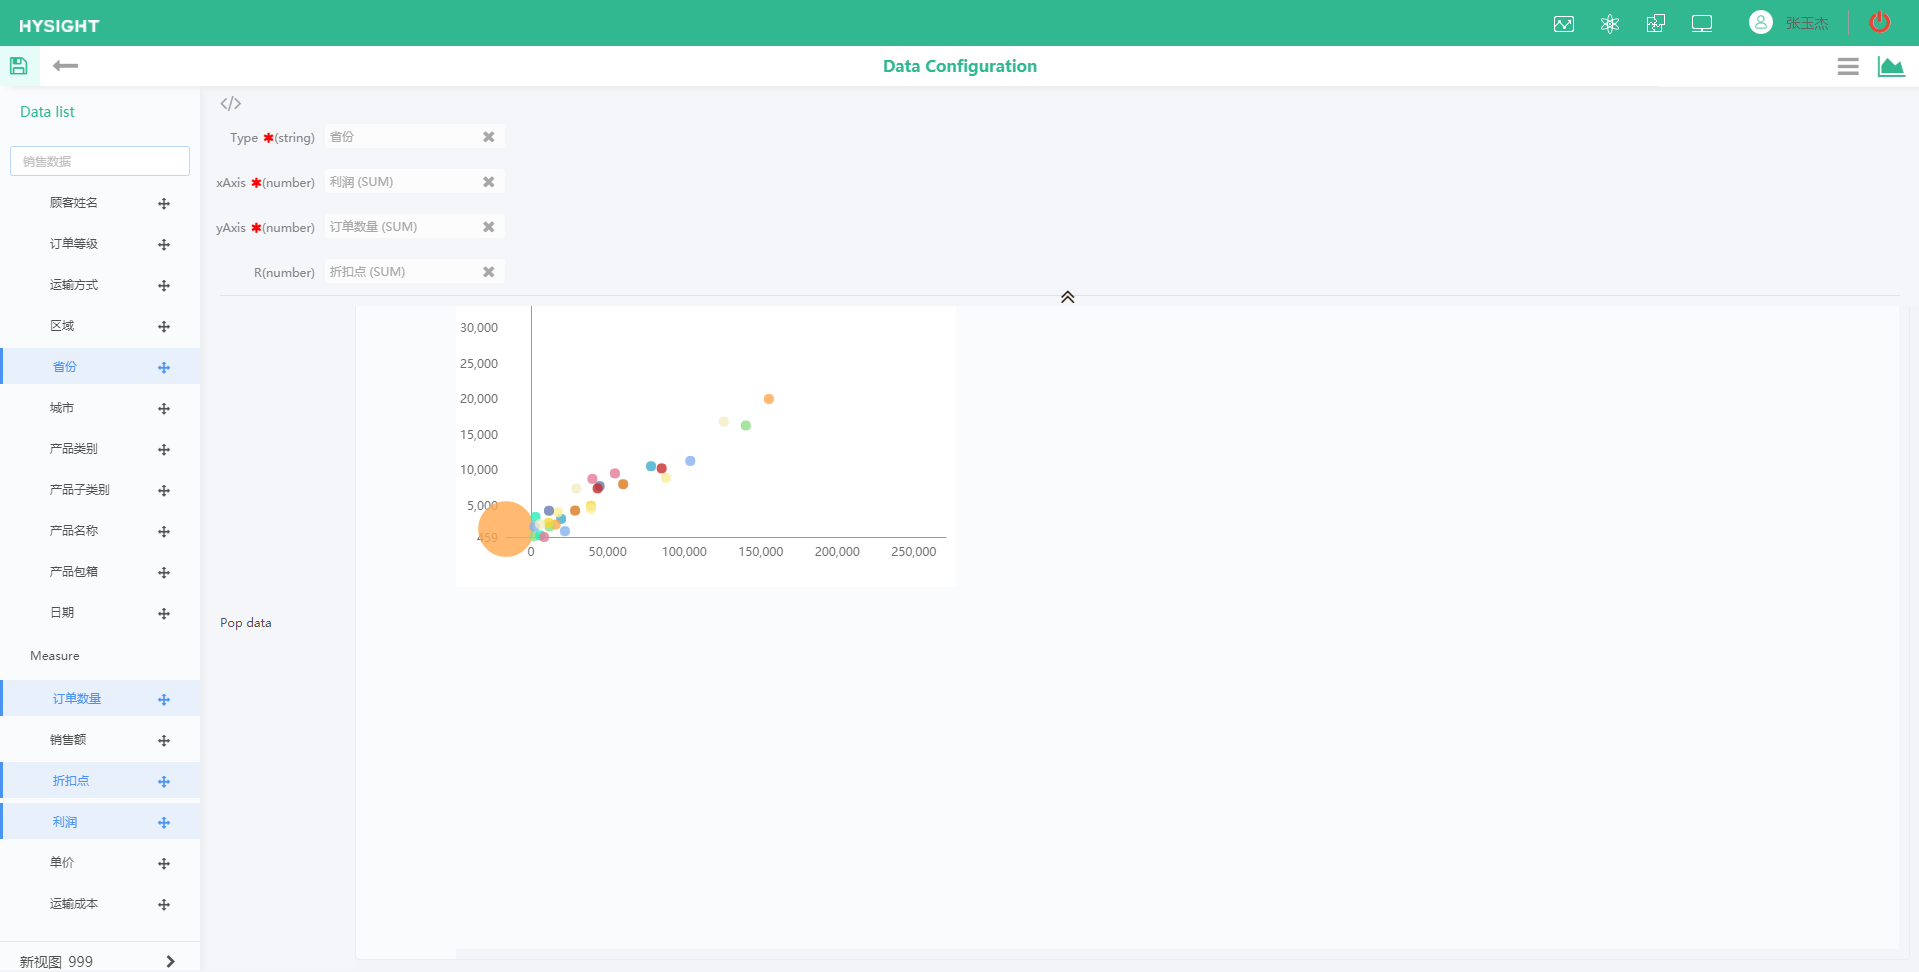 HYSIGHT
张玉杰
Data Configuration
Data list
销售数据
顾客姓名
订单等级
运输方式
区域
省份
城市
产品类别
产品子类别
产品名称
产品包箱
日期
Measure
订单数量
销售额
折扣点
利润
单价
运输成本
新视图 999
</>
Type ✱(string) 省份
xAxis ✱(number) 利润 (SUM)
yAxis ✱(number) 订单数量 (SUM)
R(number) 折扣点 (SUM)
Pop data
30,000
25,000
20,000
15,000
10,000
5,000
459
0 50,000 100,000 150,000 200,000 250,000